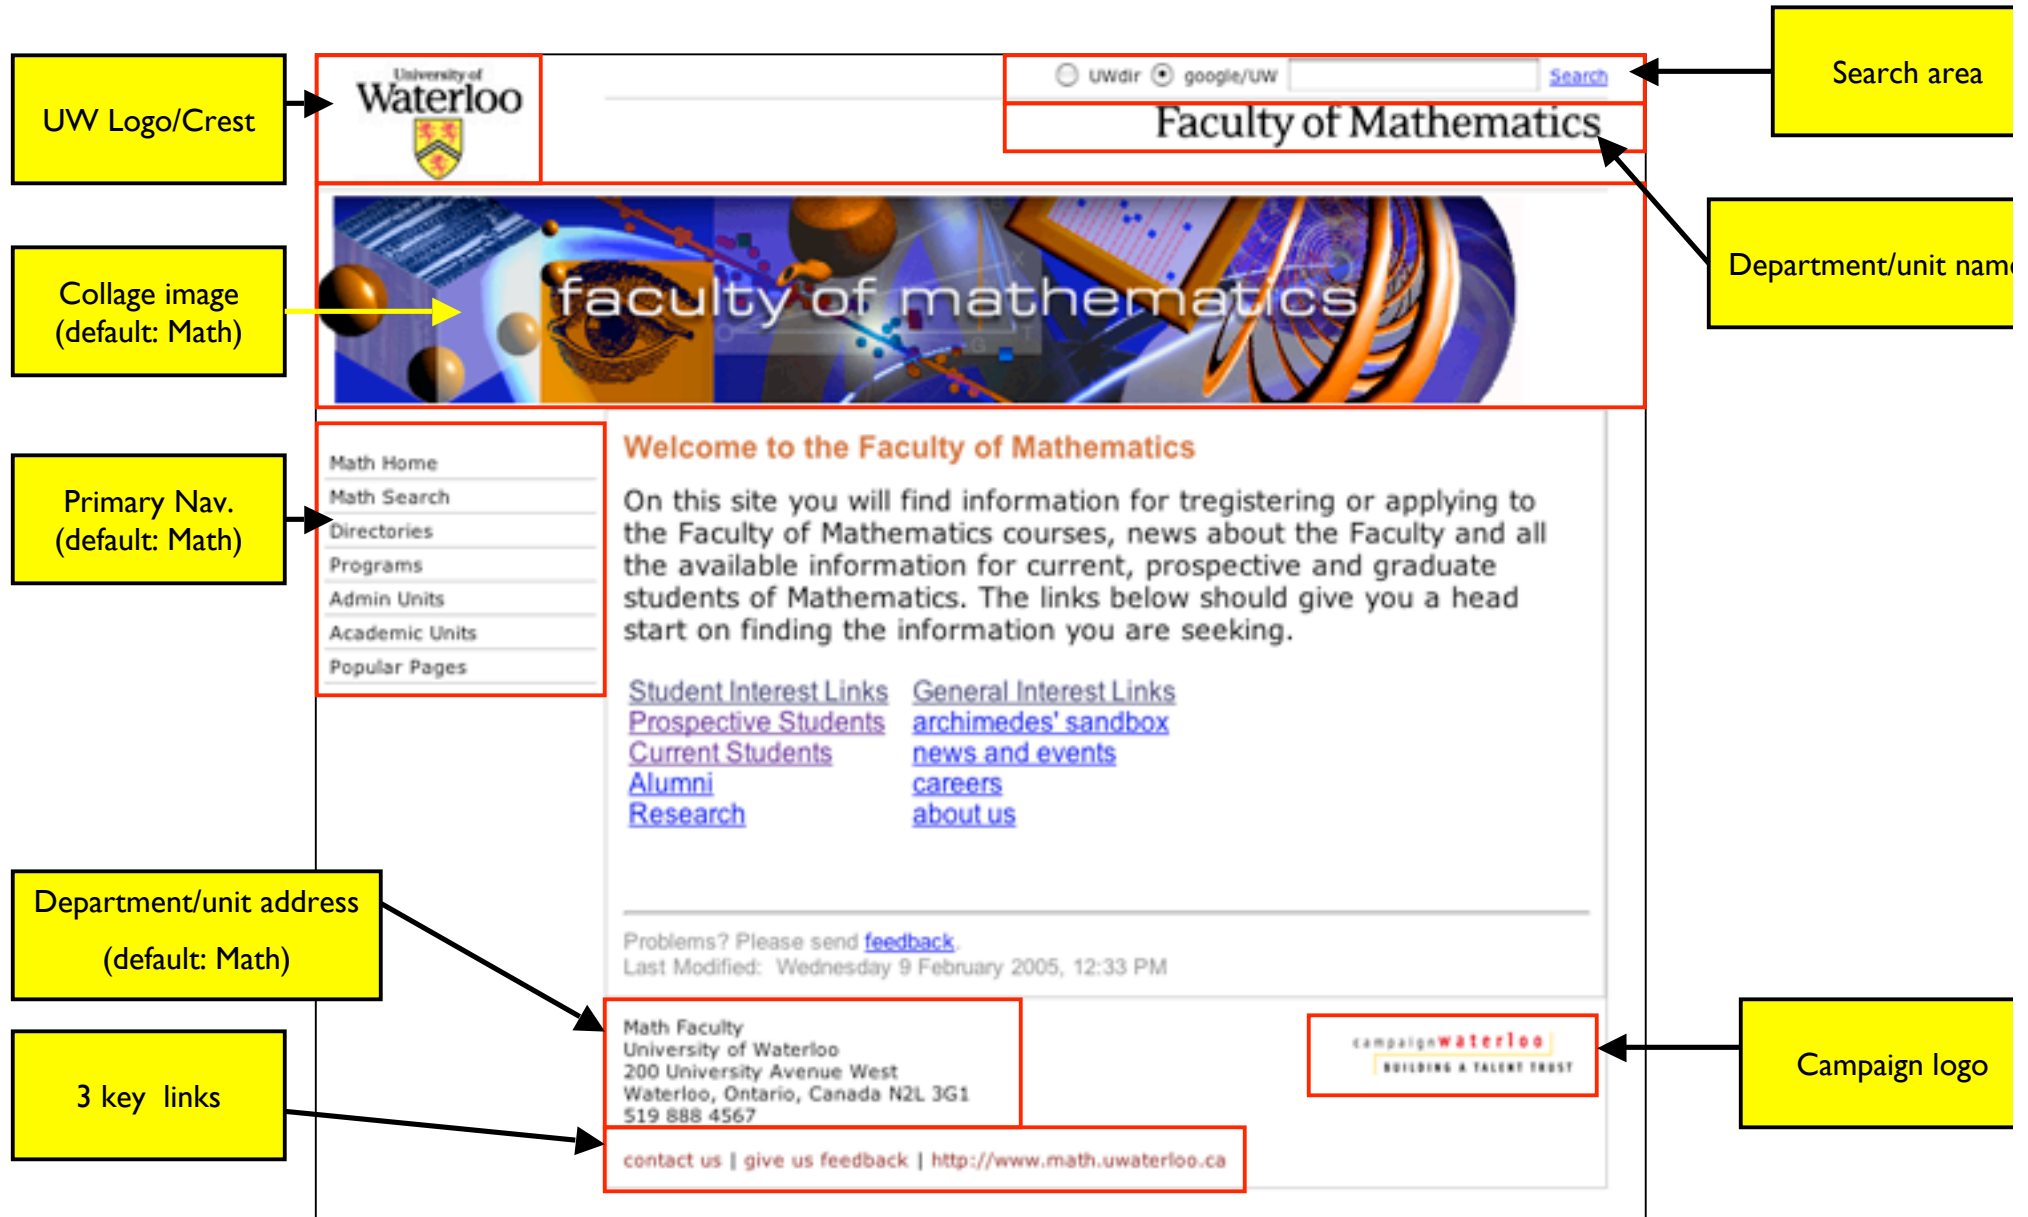 Search area
UW Logo/Crest
University of
Waterloo
UWdir google/UW Search
Faculty of Mathematics
Department/unit name
Collage image
(default: Math)
faculty of mathematics
Primary Nav.
(default: Math)
Math Home
Math Search
Directories
Programs
Admin Units
Academic Units
Popular Pages
Welcome to the Faculty of Mathematics
On this site you will find information for tregistering or applying to
the Faculty of Mathematics courses, news about the Faculty and all
the available information for current, prospective and graduate
students of Mathematics. The links below should give you a head
start on finding the information you are seeking.
Student Interest Links General Interest Links
Prospective Students archimedes' sandbox
Current Students news and events
Alumni careers
Research about us
Problems? Please send feedback.
Last Modified: Wednesday 9 February 2005, 12:33 PM
Department/unit address
(default: Math)
Math Faculty
University of Waterloo
200 University Avenue West
Waterloo, Ontario, Canada N2L 3G1
519 888 4567
campaignwaterloo
BUILDING A TALENT TRUST
Campaign logo
3 key links
contact us | give us feedback | http://www.math.uwaterloo.ca